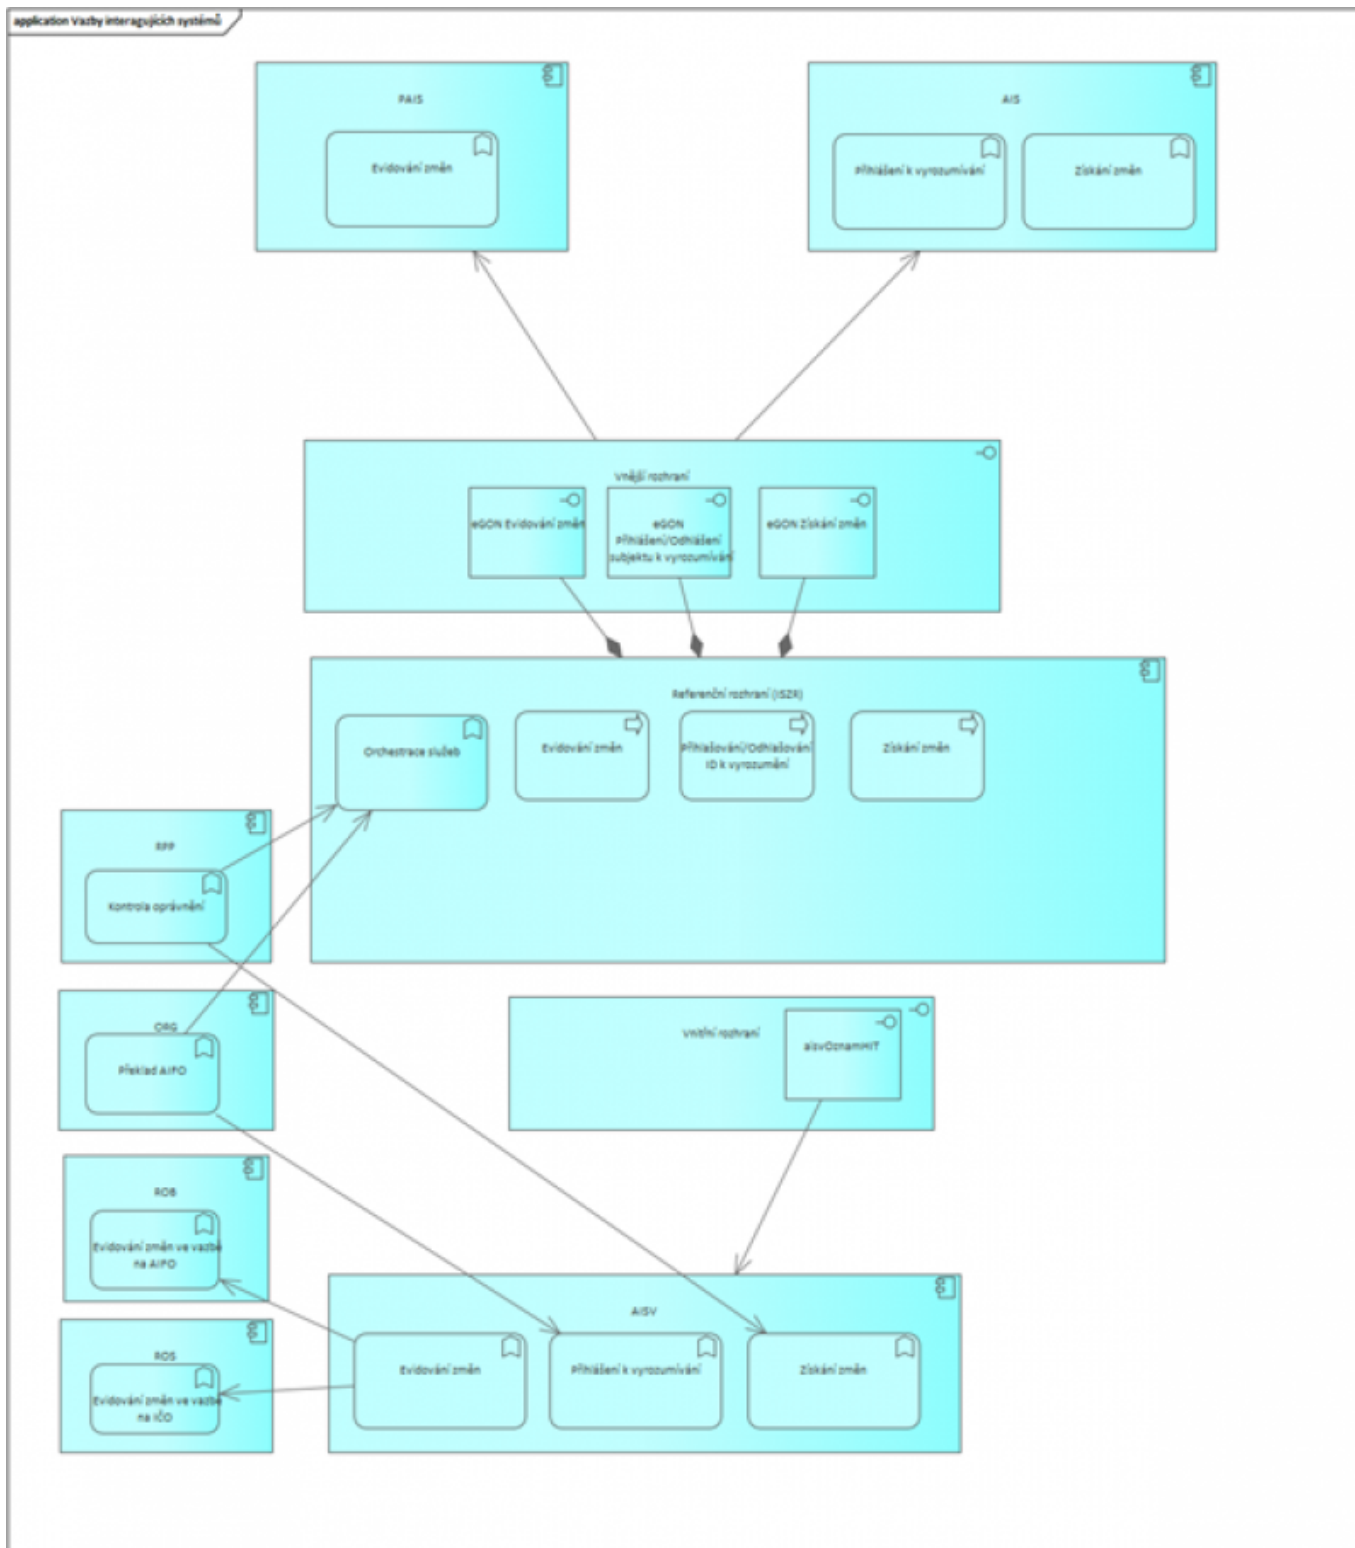 application Vazby interagujících systémů
PAIS
Evidování změn
AIS
Přihlášení k vyrozumívání
Získání změn
Vnější rozhraní
eGON Evidování změn
eGON
Přihlášení/Odhlášení
subjektu k vyrozumívání
eGON Získání změn
Referenční rozhraní (ISZR)
Orchestrace služeb
Evidování změn
Přihlašování/Odhlašování
ID k vyrozumění
Získání změn
RPP
Kontrola oprávnění
ORG
Překlad AIFO
Vnitřní rozhraní
aisvOznamHIT
ROB
Evidování změn ve vazbě
na AIFO
ROS
Evidování změn ve vazbě
na IČO
AISV
Evidování změn
Přihlášení k vyrozumívání
Získání změn